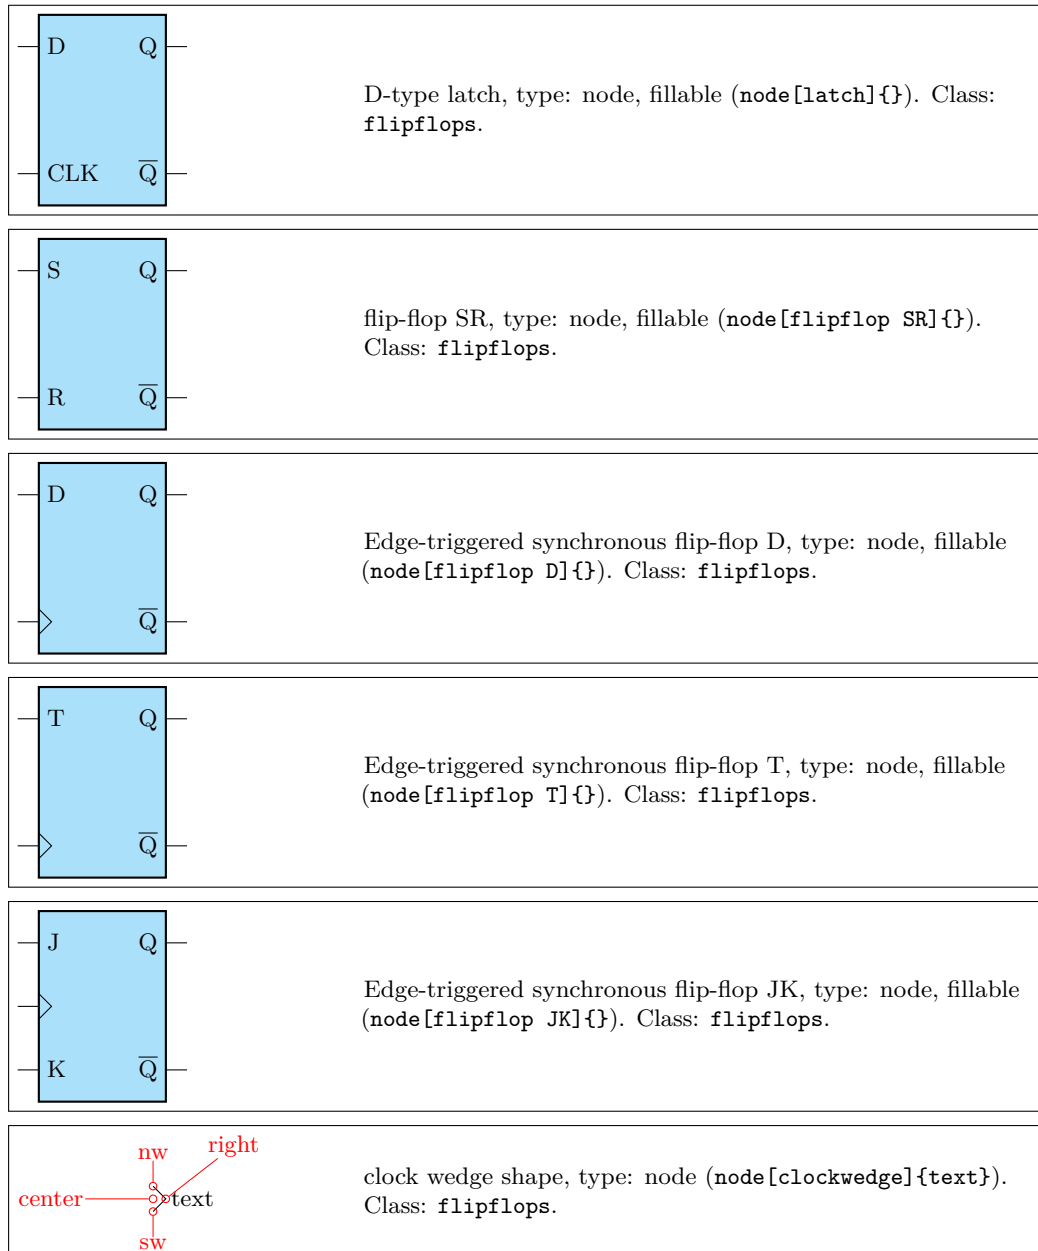 D Q
CLK Q̅
D-type latch, type: node, fillable (node[latch]{}). Class:
flipflops.
S Q
R Q̅
flip-flop SR, type: node, fillable (node[flipflop SR]{}).
Class: flipflops.
D Q
Q̅
Edge-triggered synchronous flip-flop D, type: node, fillable
(node[flipflop D]{}). Class: flipflops.
T Q
Q̅
Edge-triggered synchronous flip-flop T, type: node, fillable
(node[flipflop T]{}). Class: flipflops.
J Q
K Q̅
Edge-triggered synchronous flip-flop JK, type: node, fillable
(node[flipflop JK]{}). Class: flipflops.
nw right
center text
sw
clock wedge shape, type: node (node[clockwedge]{text}).
Class: flipflops.